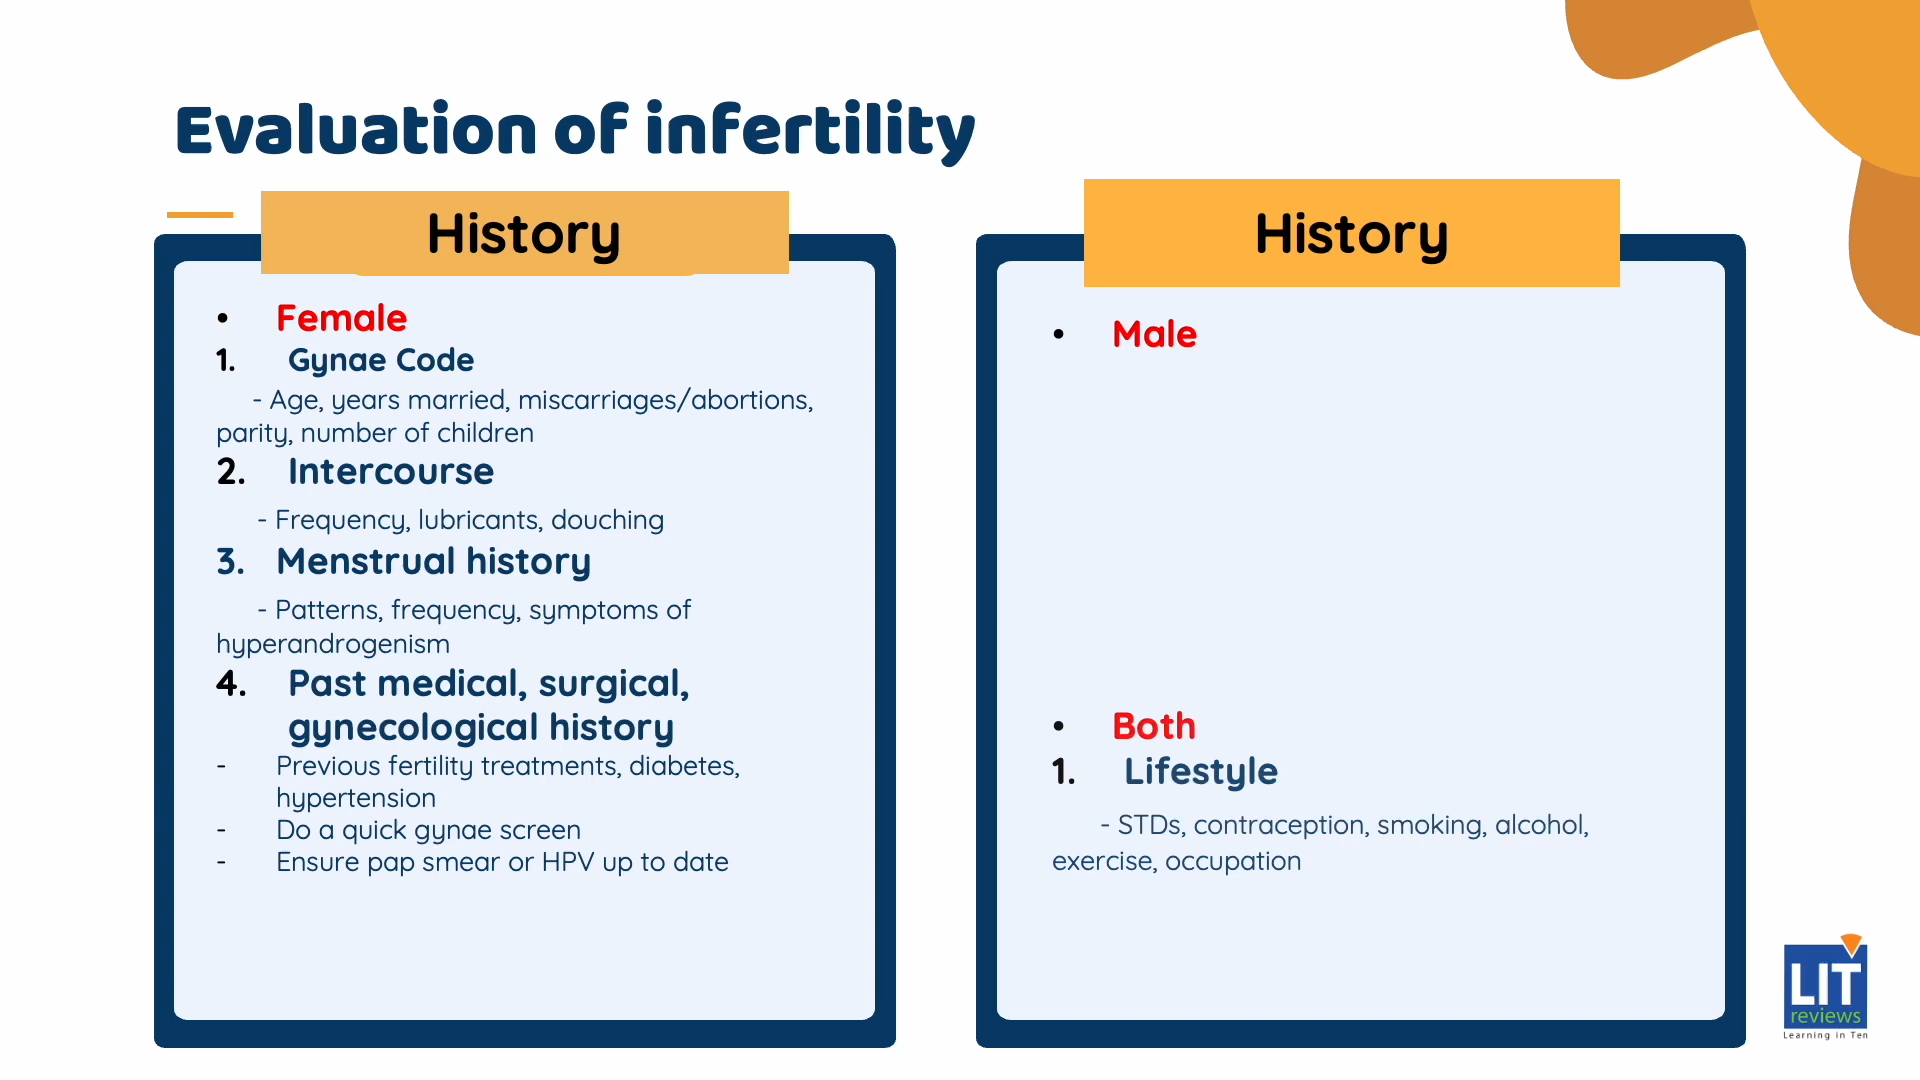 Evaluation of infertility
History
• Female
1. Gynae Code
- Age, years married, miscarriages/abortions,
parity, number of children
2. Intercourse
- Frequency, lubricants, douching
3. Menstrual history
- Patterns, frequency, symptoms of
hyperandrogenism
4. Past medical, surgical,
gynecological history
- Previous fertility treatments, diabetes,
hypertension
- Do a quick gynae screen
- Ensure pap smear or HPV up to date
History
• Male
• Both
1. Lifestyle
- STDs, contraception, smoking, alcohol,
exercise, occupation
LIT
reviews
Learning in Ten